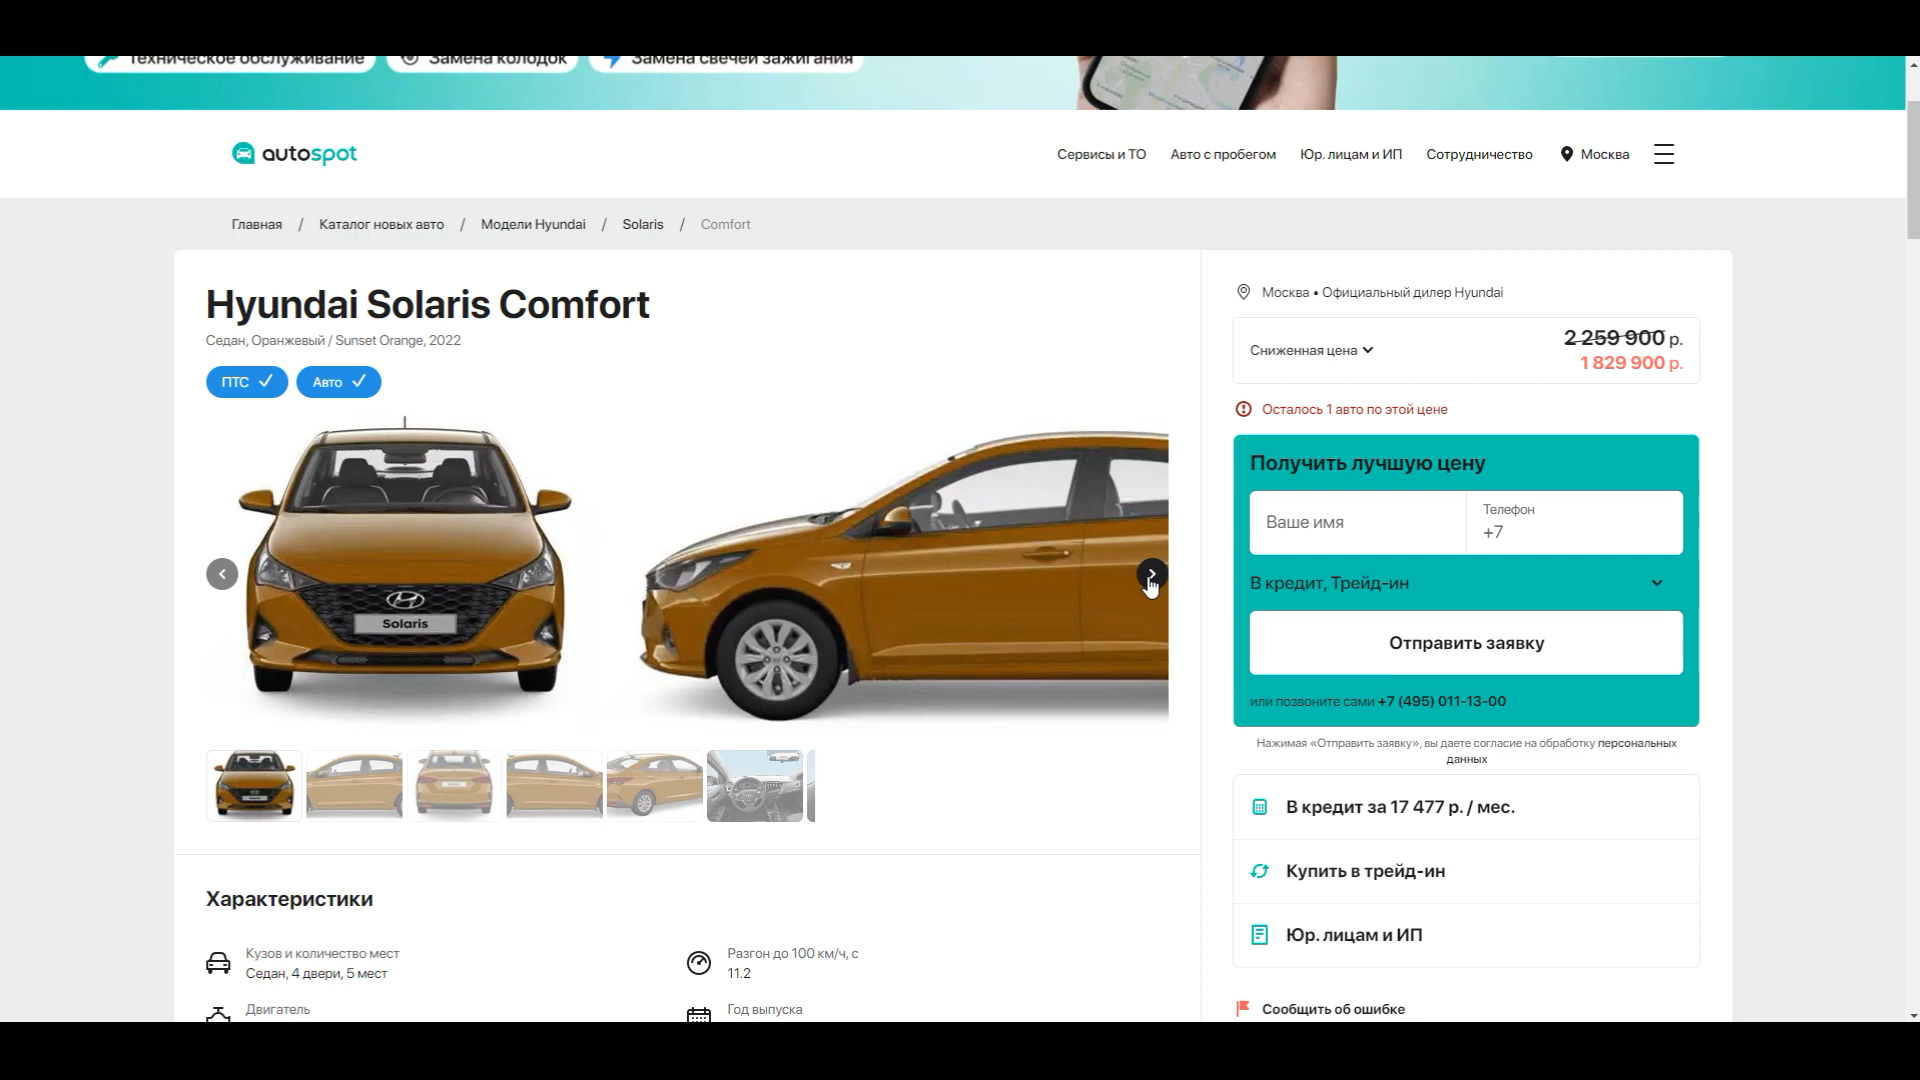 Техническое обслуживание
Замена колодок
Замена свечей зажигания
autospot
Сервисы и ТО
Авто с пробегом
Юр. лицам и ИП
Сотрудничество
Москва
Главная / Каталог новых авто / Модели Hyundai / Solaris / Comfort
Hyundai Solaris Comfort
Седан, Оранжевый / Sunset Orange, 2022
ПТС
Авто
Solaris
Москва • Официальный дилер Hyundai
Сниженная цена
2 259 900 р.
1 829 900 р.
Осталось 1 авто по этой цене
Получить лучшую цену
Ваше имя
Телефон
+7
В кредит, Трейд-ин
Отправить заявку
или позвоните сами +7 (495) 011-13-00
Нажимая «Отправить заявку», вы даете согласие на обработку персональных
данных
В кредит за 17 477 р. / мес.
Купить в трейд-ин
Юр. лицам и ИП
Сообщить об ошибке
Характеристики
Кузов и количество мест
Седан, 4 двери, 5 мест
Разгон до 100 км/ч, с
11.2
Двигатель
Год выпуска